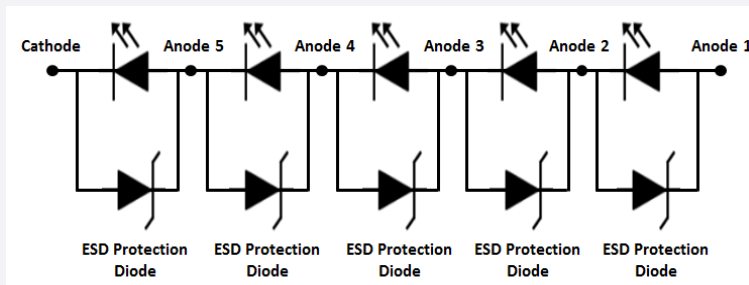 Cathode Anode 5 Anode 4 Anode 3 Anode 2 Anode 1
ESD Protection ESD Protection ESD Protection ESD Protection ESD Protection
Diode Diode Diode Diode Diode